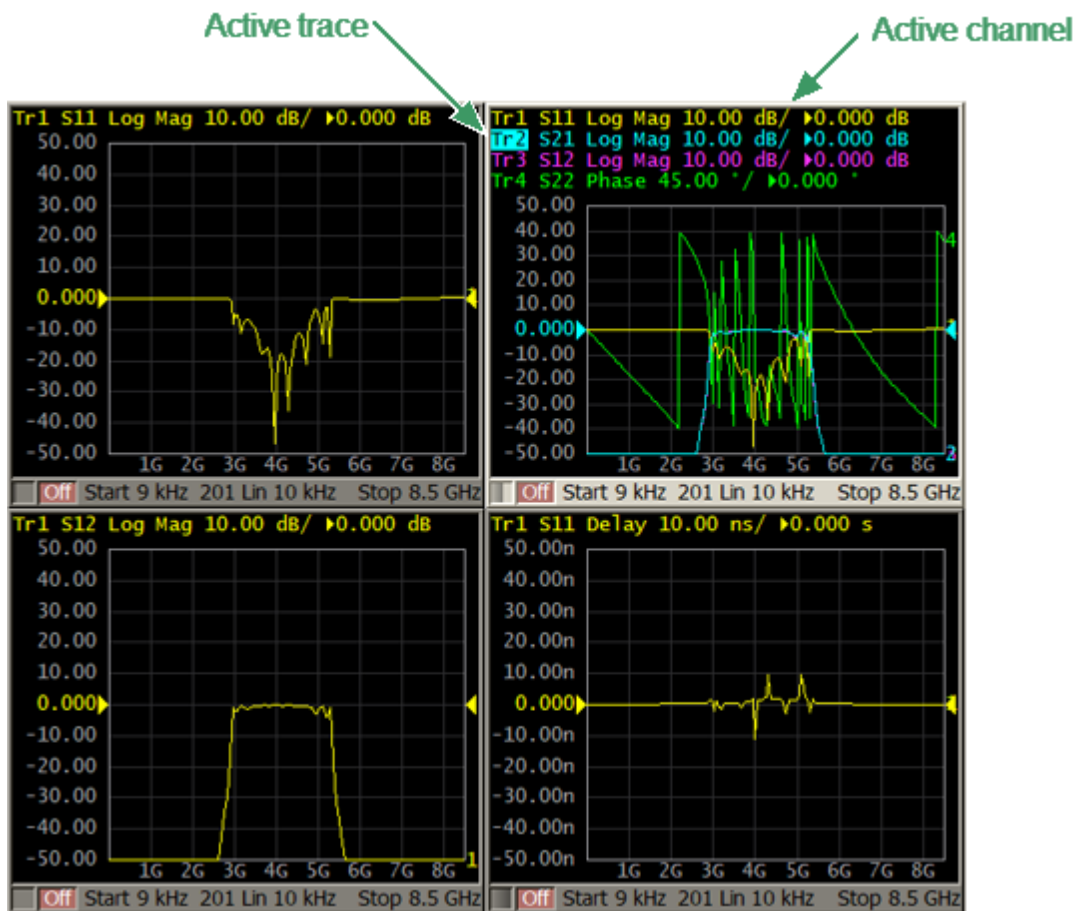 Active trace
Active channel
Tr1 S11 Log Mag 10.00 dB/ ▶0.000 dB
50.00
40.00
30.00
20.00
10.00
0.000▶
-10.00
-20.00
-30.00
-40.00
-50.00
1G 2G 3G 4G 5G 6G 7G 8G
Off Start 9 kHz 201 Lin 10 kHz Stop 8.5 GHz
Tr1 S11 Log Mag 10.00 dB/ ▶0.000 dB
Tr2 S21 Log Mag 10.00 dB/ ▶0.000 dB
Tr3 S12 Log Mag 10.00 dB/ ▶0.000 dB
Tr4 S22 Phase 45.00 °/ ▶0.000 °
50.00
40.00
4
30.00
20.00
10.00
0.000▶
-10.00
-20.00
-30.00
-40.00
-50.00
2
1G 2G 3G 4G 5G 6G 7G 8G
Off Start 9 kHz 201 Lin 10 kHz Stop 8.5 GHz
Tr1 S12 Log Mag 10.00 dB/ ▶0.000 dB
50.00
40.00
30.00
20.00
10.00
0.000▶
-10.00
-20.00
-30.00
-40.00
-50.00
1
1G 2G 3G 4G 5G 6G 7G 8G
Off Start 9 kHz 201 Lin 10 kHz Stop 8.5 GHz
Tr1 S11 Delay 10.00 ns/ ▶0.000 s
50.00n
40.00n
30.00n
20.00n
10.00n
0.000▶
-10.00n
-20.00n
-30.00n
-40.00n
-50.00n
1G 2G 3G 4G 5G 6G 7G 8G
Off Start 9 kHz 201 Lin 10 kHz Stop 8.5 GHz